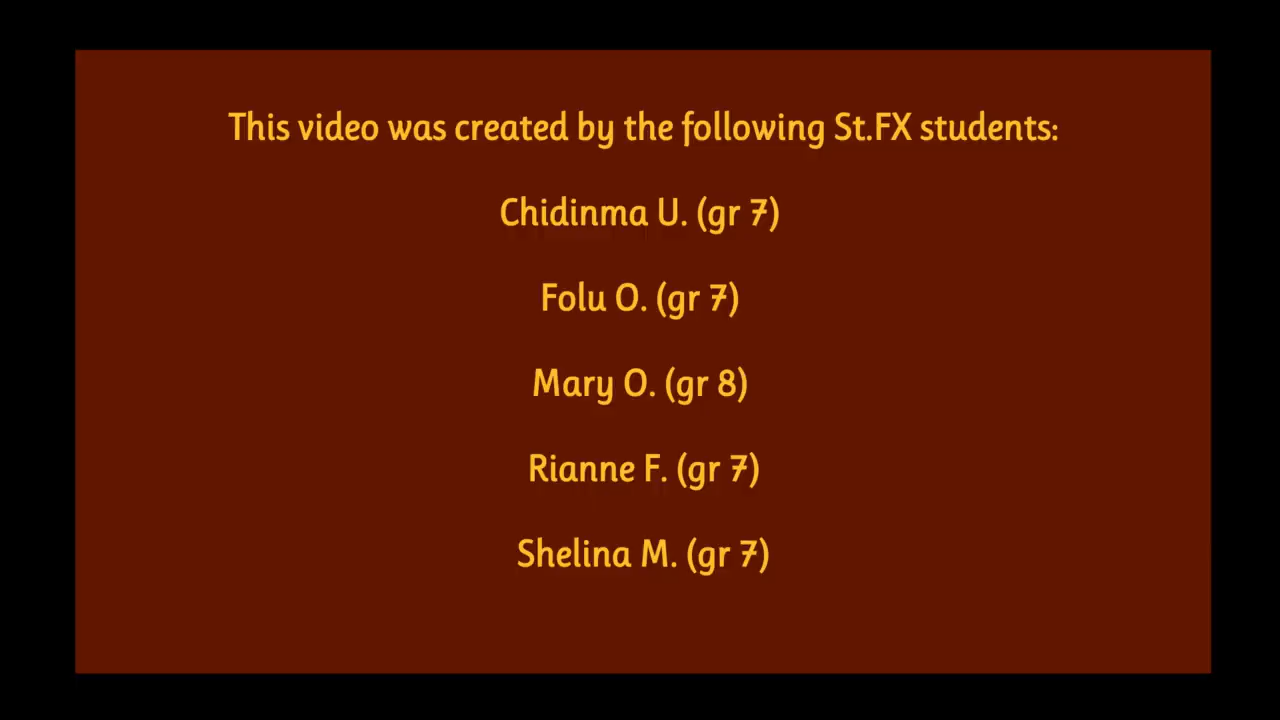 This video was created by the following St.FX students:
Chidinma U. (gr 7)
Folu O. (gr 7)
Mary O. (gr 8)
Rianne F. (gr 7)
Shelina M. (gr 7)